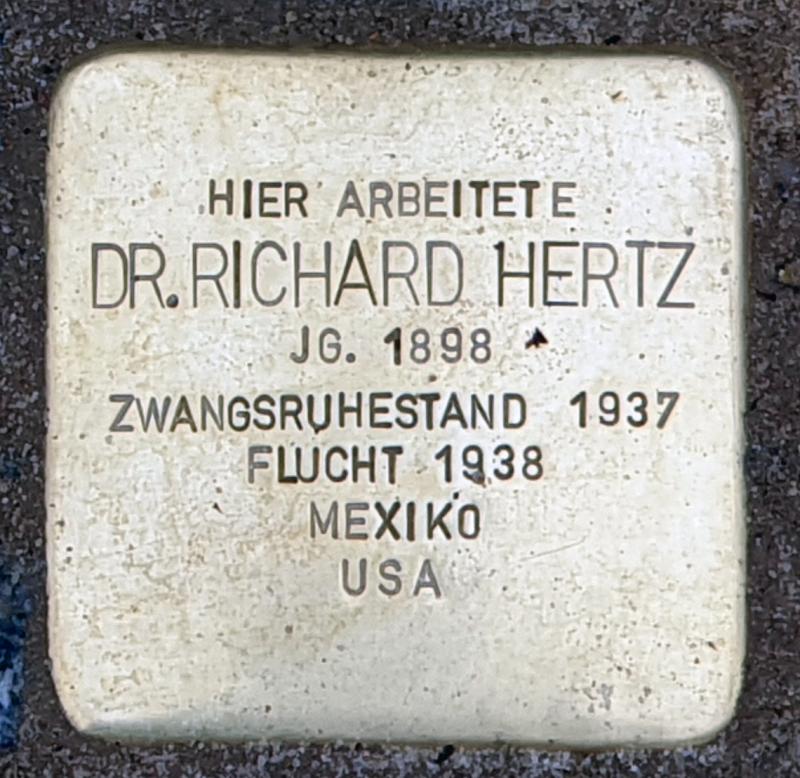 HIER ARBEITETE
DR. RICHARD HERTZ
JG. 1898
ZWANGSRUHESTAND 1937
FLUCHT 1938
MEXIKO
USA